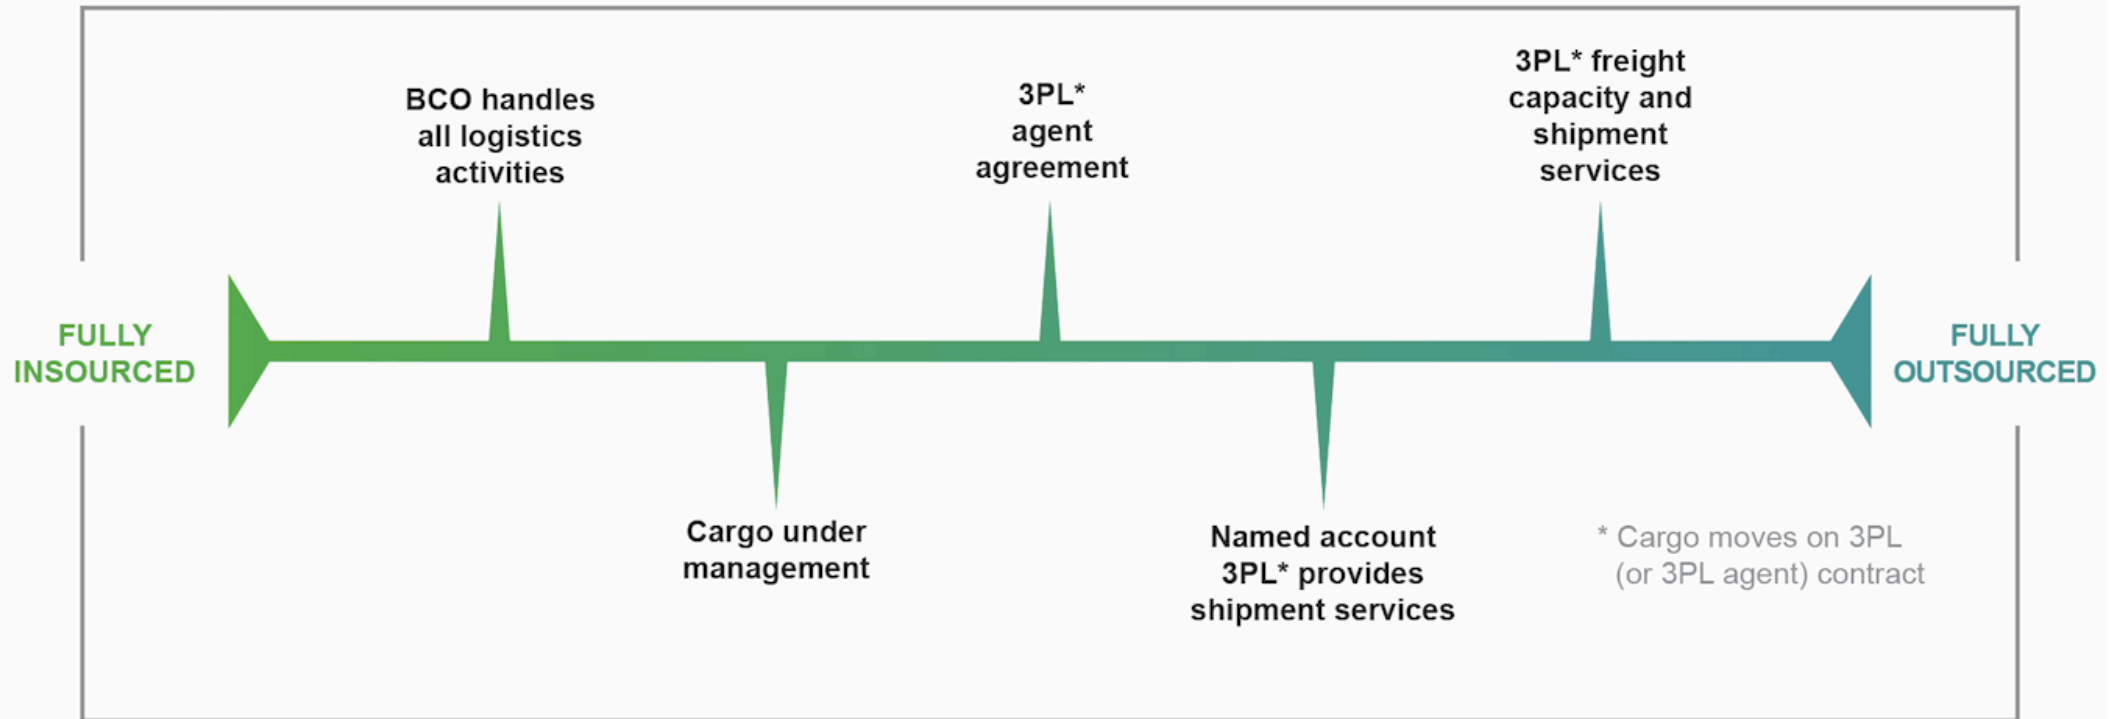 BCO handles
all logistics
activities
3PL*
agent
agreement
3PL* freight
capacity and
shipment
services
FULLY
INSOURCED
FULLY
OUTSOURCED
Cargo under
management
Named account
3PL* provides
shipment services
* Cargo moves on 3PL
(or 3PL agent) contract